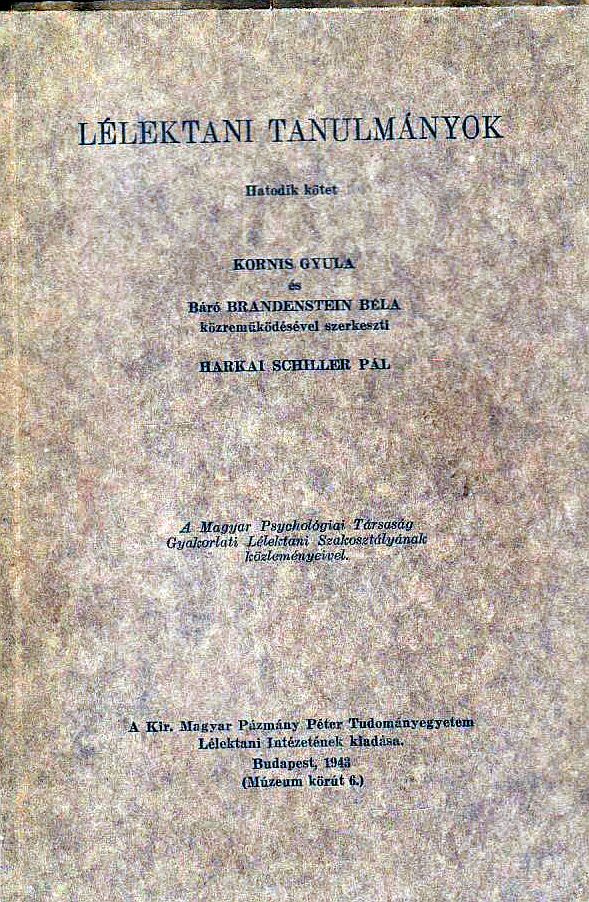 LÉLEKTANI TANULMÁNYOK
Hatodik kötet
KORNIS GYULA
és
Báró BRANDENSTEIN BÉLA
közreműködésével szerkeszti
HARKAI SCHILLER PÁL
A Magyar Psychológiai Társaság
Gyakorlati Lélektani Szakosztályának
közleményeivel.
A Kir. Magyar Pázmány Péter Tudományegyetem
Lélektani Intézetének kiadása.
Budapest, 1943
(Múzeum körút 6.)